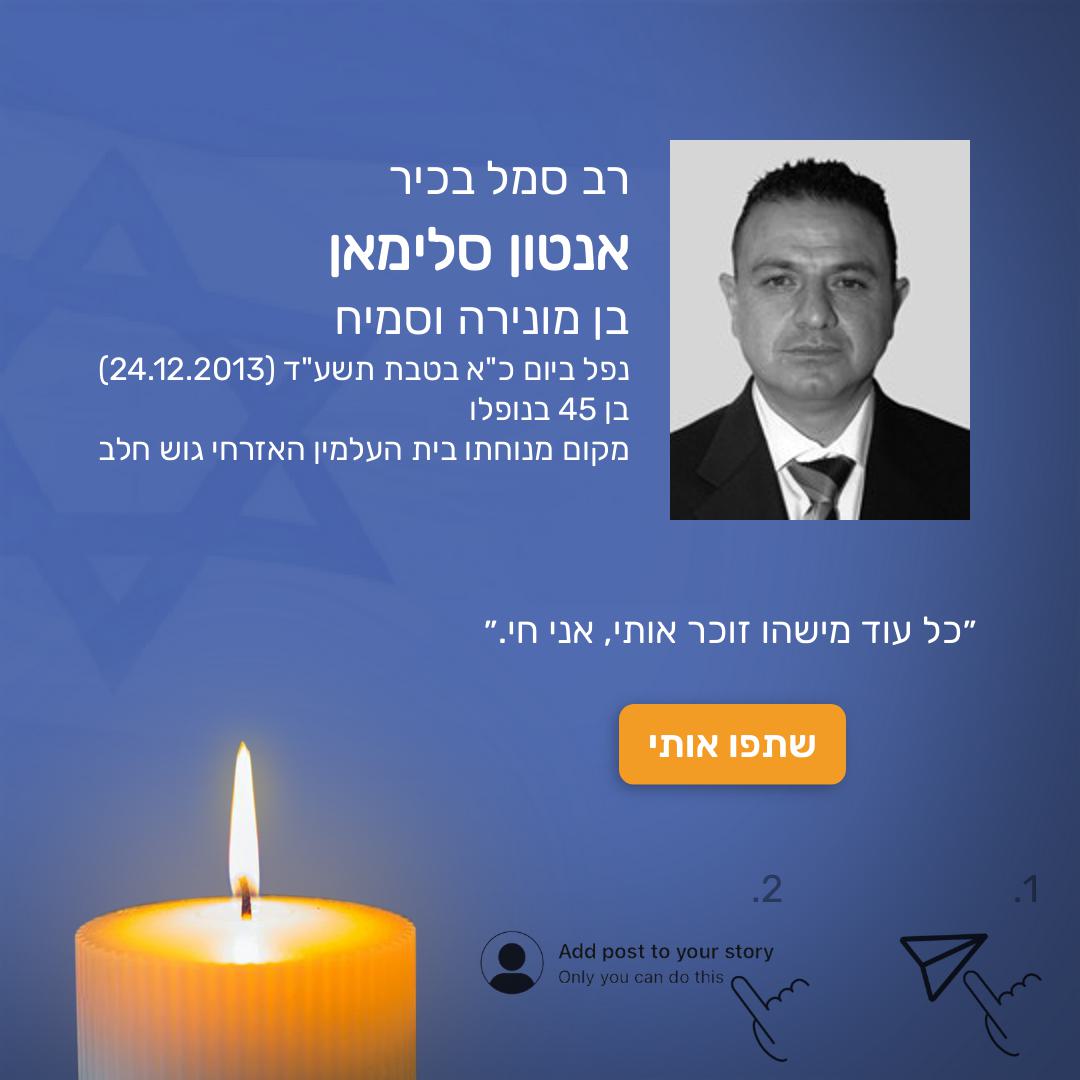 רב סמל בכיר
אנטון סלימאן
בן מונירה וסמיח
נפל ביום כ"א בטבת תשע"ד (24.12.2013)
בן 45 בנופלו
מקום מנוחתו בית העלמין האזרחי גוש חלב
״כל עוד מישהו זוכר אותי, אני חי.״
שתפו אותי
1.
2.
Add post to your story
Only you can do this